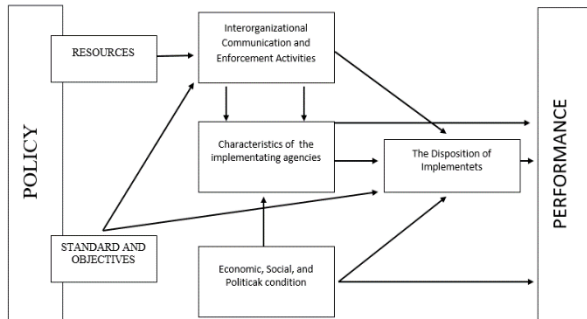 POLICY
RESOURCES
STANDARD AND
OBJECTIVES
Interorganizational
Communication and
Enforcement Activities
Characteristics of the
implementating agencies
Economic, Social, and
Politicak condition
The Disposition of
Implementets
PERFORMANCE